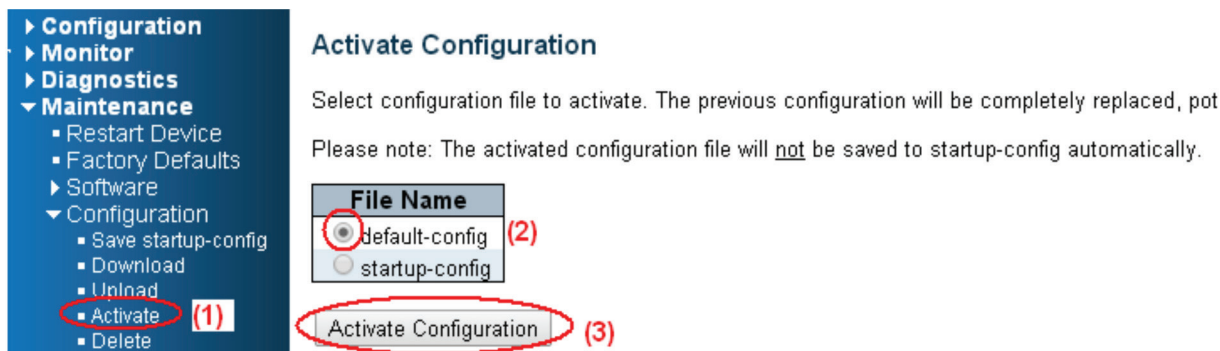 Configuration
Monitor
Diagnostics
Maintenance
Restart Device
Factory Defaults
Software
Configuration
Save startup-config
Download
Upload
Activate (1)
Delete
Activate Configuration
Select configuration file to activate. The previous configuration will be completely replaced, pot
Please note: The activated configuration file will not be saved to startup-config automatically.
File Name
default-config (2)
startup-config
Activate Configuration (3)